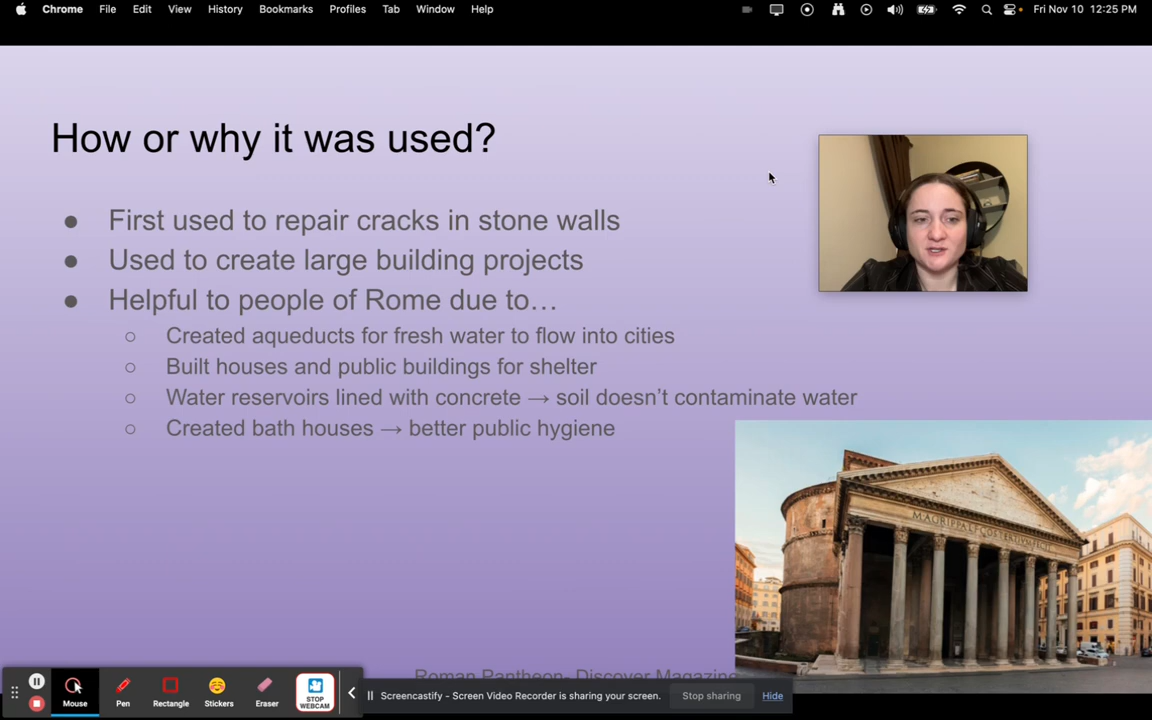 Chrome File Edit View History Bookmarks Profiles Tab Window Help Fri Nov 10 12:25 PM
How or why it was used?
● First used to repair cracks in stone walls
● Used to create large building projects
● Helpful to people of Rome due to…
○ Created aqueducts for fresh water to flow into cities
○ Built houses and public buildings for shelter
○ Water reservoirs lined with concrete → soil doesn’t contaminate water
○ Created bath houses → better public hygiene
Roman Pantheon- Discover Magazine
Mouse Pen Rectangle Stickers Eraser STOP WEBCAM
Screencastify - Screen Video Recorder is sharing your screen. Stop sharing Hide